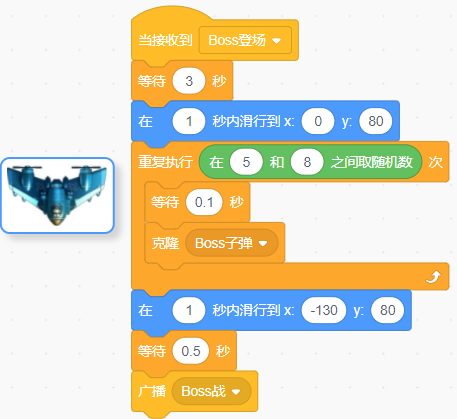 当接收到 Boss登场
等待 3 秒
在 1 秒内滑行到 x: 0 y: 80
重复执行 在 5 和 8 之间取随机数 次
等待 0.1 秒
克隆 Boss子弹
在 1 秒内滑行到 x: -130 y: 80
等待 0.5 秒
广播 Boss战